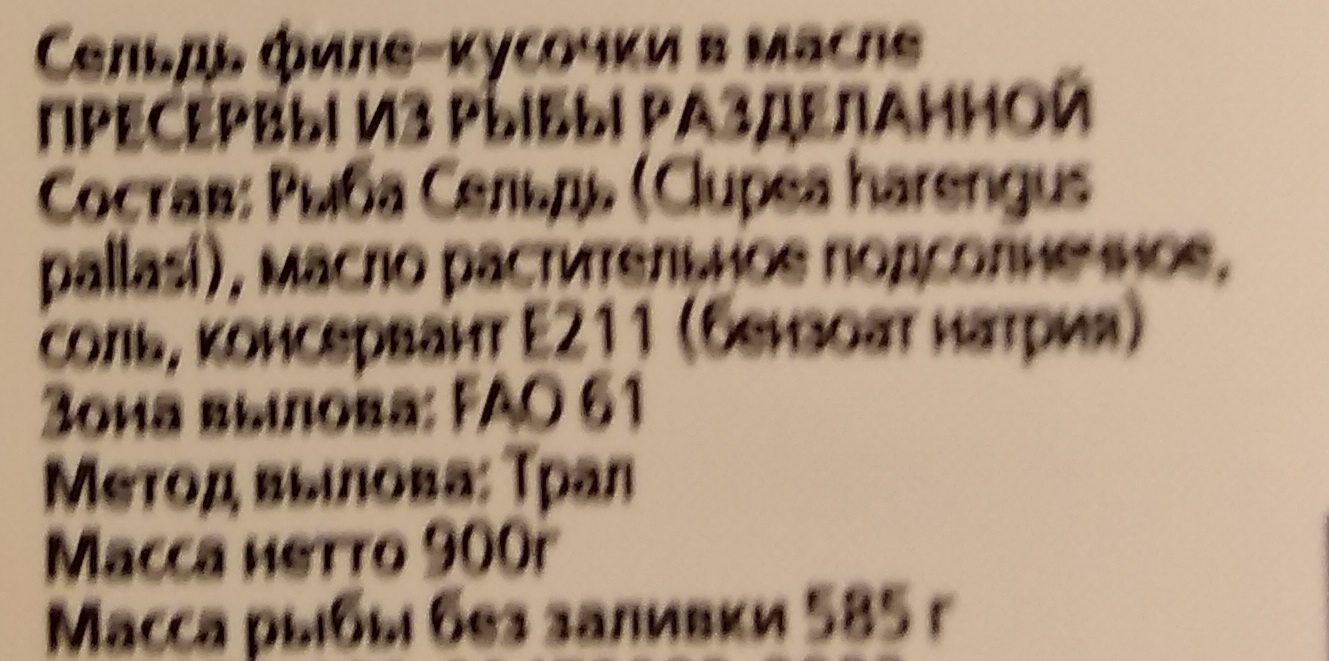 Сельдь филе-кусочки в масле
ПРЕСЕРВЫ ИЗ РЫБЫ РАЗДЕЛАННОЙ
Состав: Рыба Сельдь (Clupea harengus
pallasi), масло растительное подсолнечное,
соль, консервант Е211 (бензоат натрия)
Зона вылова: FAO 61
Метод вылова: Трал
Масса нетто 900г
Масса рыбы без заливки 585 г